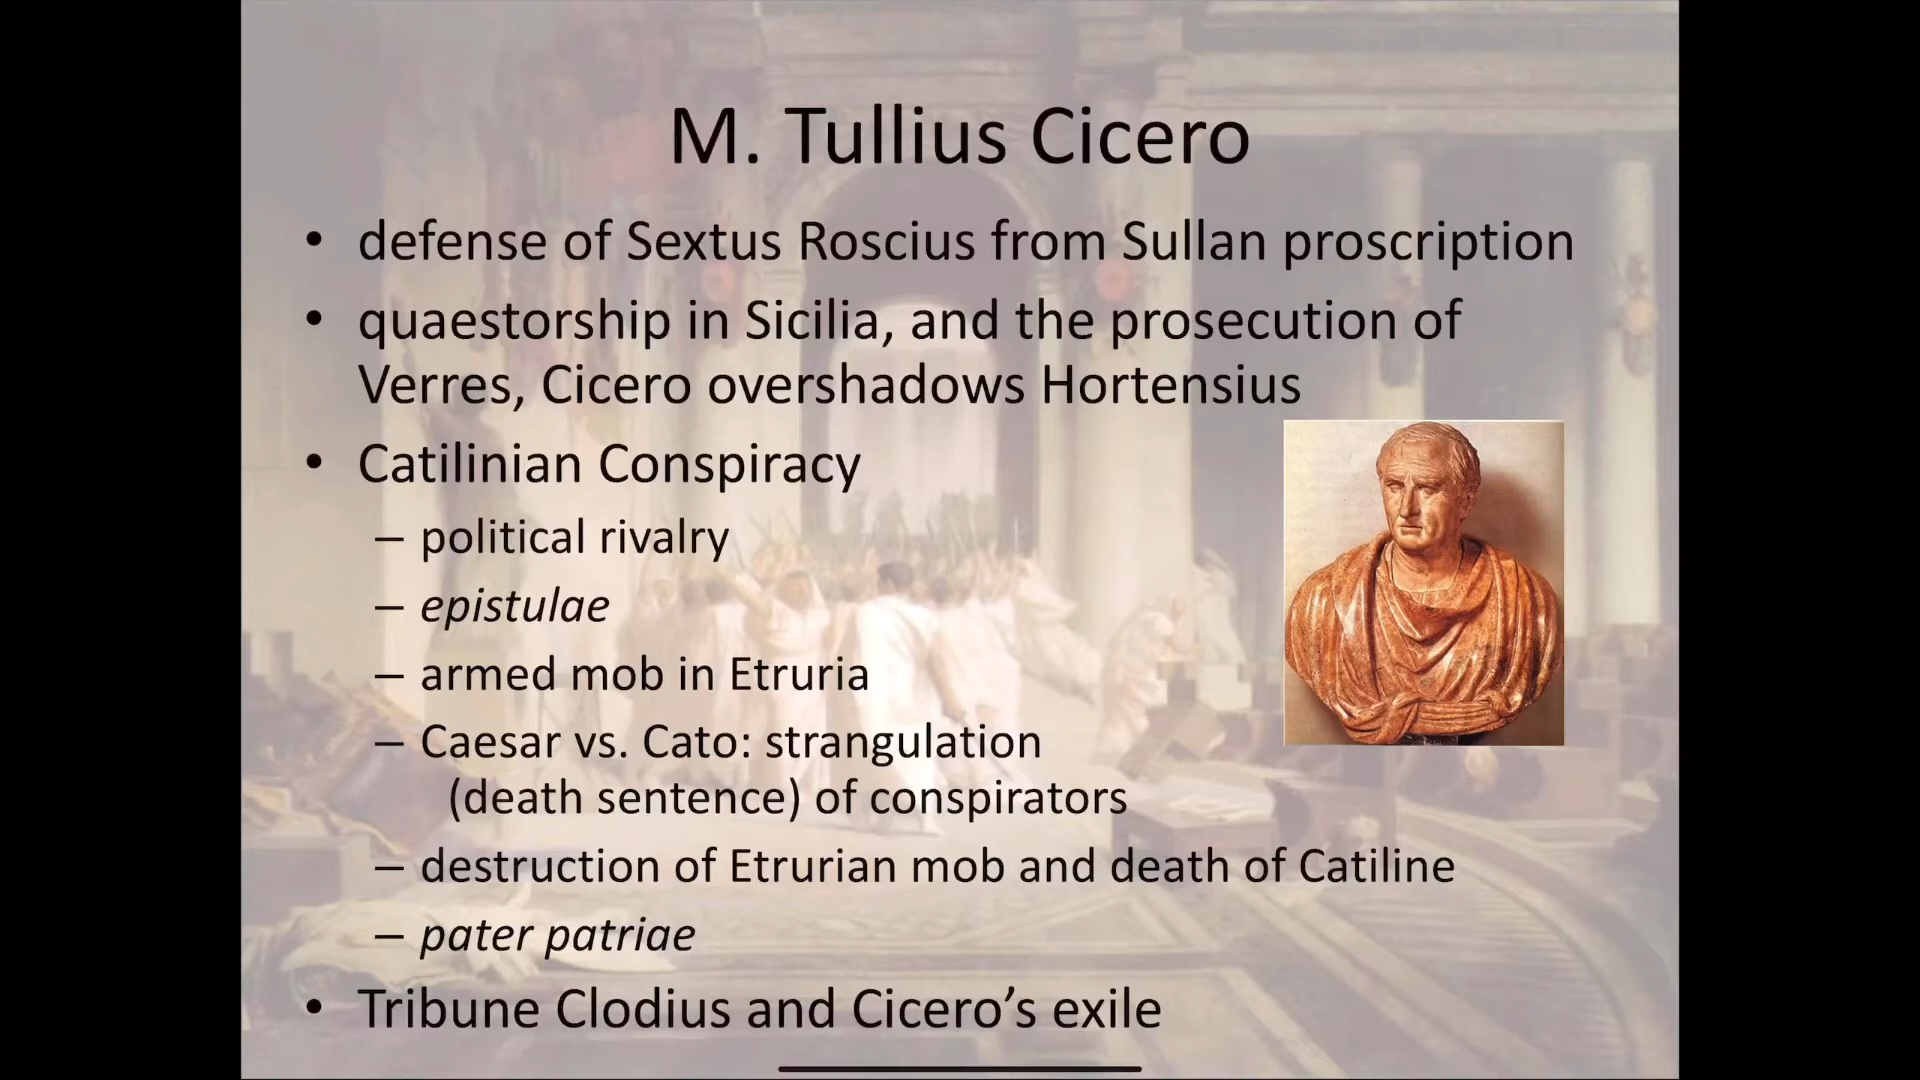 M. Tullius Cicero
• defense of Sextus Roscius from Sullan proscription
• quaestorship in Sicilia, and the prosecution of
Verres, Cicero overshadows Hortensius
• Catilinian Conspiracy
– political rivalry
– epistulae
– armed mob in Etruria
– Caesar vs. Cato: strangulation
(death sentence) of conspirators
– destruction of Etrurian mob and death of Catiline
– pater patriae
• Tribune Clodius and Cicero’s exile